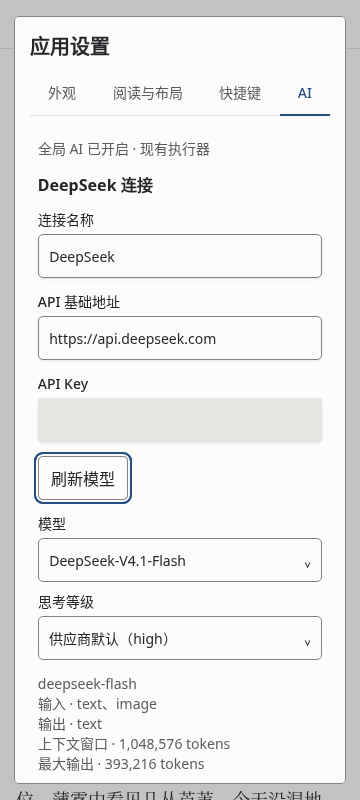 应用设置
外观
阅读与布局
快捷键
AI
全局 AI 已开启 · 现有执行器
DeepSeek 连接
连接名称
DeepSeek
API 基础地址
https://api.deepseek.com
API Key
刷新模型
模型
DeepSeek-V4.1-Flash
思考等级
供应商默认（high）
deepseek-flash
输入 · text、image
输出 · text
上下文窗口 · 1,048,576 tokens
最大输出 · 393,216 tokens